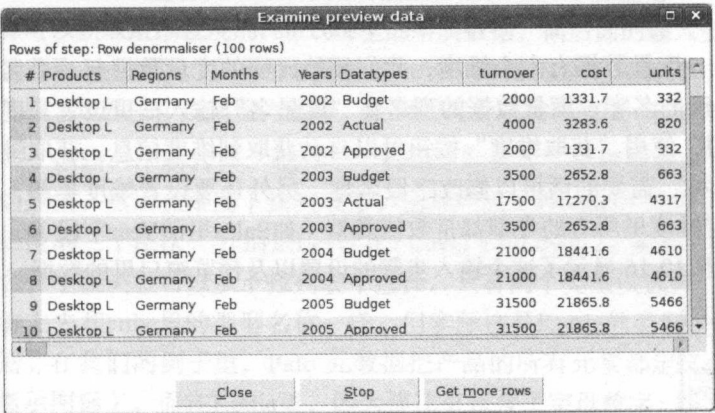 Examine preview data
Rows of step: Row denormaliser (100 rows)
# Products Regions Months Years Datatypes turnover cost units
1 Desktop L Germany Feb 2002 Budget 2000 1331.7 332
2 Desktop L Germany Feb 2002 Actual 4000 3283.6 820
3 Desktop L Germany Feb 2002 Approved 2000 1331.7 332
4 Desktop L Germany Feb 2003 Budget 3500 2652.8 663
5 Desktop L Germany Feb 2003 Actual 17500 17270.3 4317
6 Desktop L Germany Feb 2003 Approved 3500 2652.8 663
7 Desktop L Germany Feb 2004 Budget 21000 18441.6 4610
8 Desktop L Germany Feb 2004 Approved 21000 18441.6 4610
9 Desktop L Germany Feb 2005 Budget 31500 21865.8 5466
10 Desktop L Germany Feb 2005 Approved 31500 21865.8 5466
Close Stop Get more rows